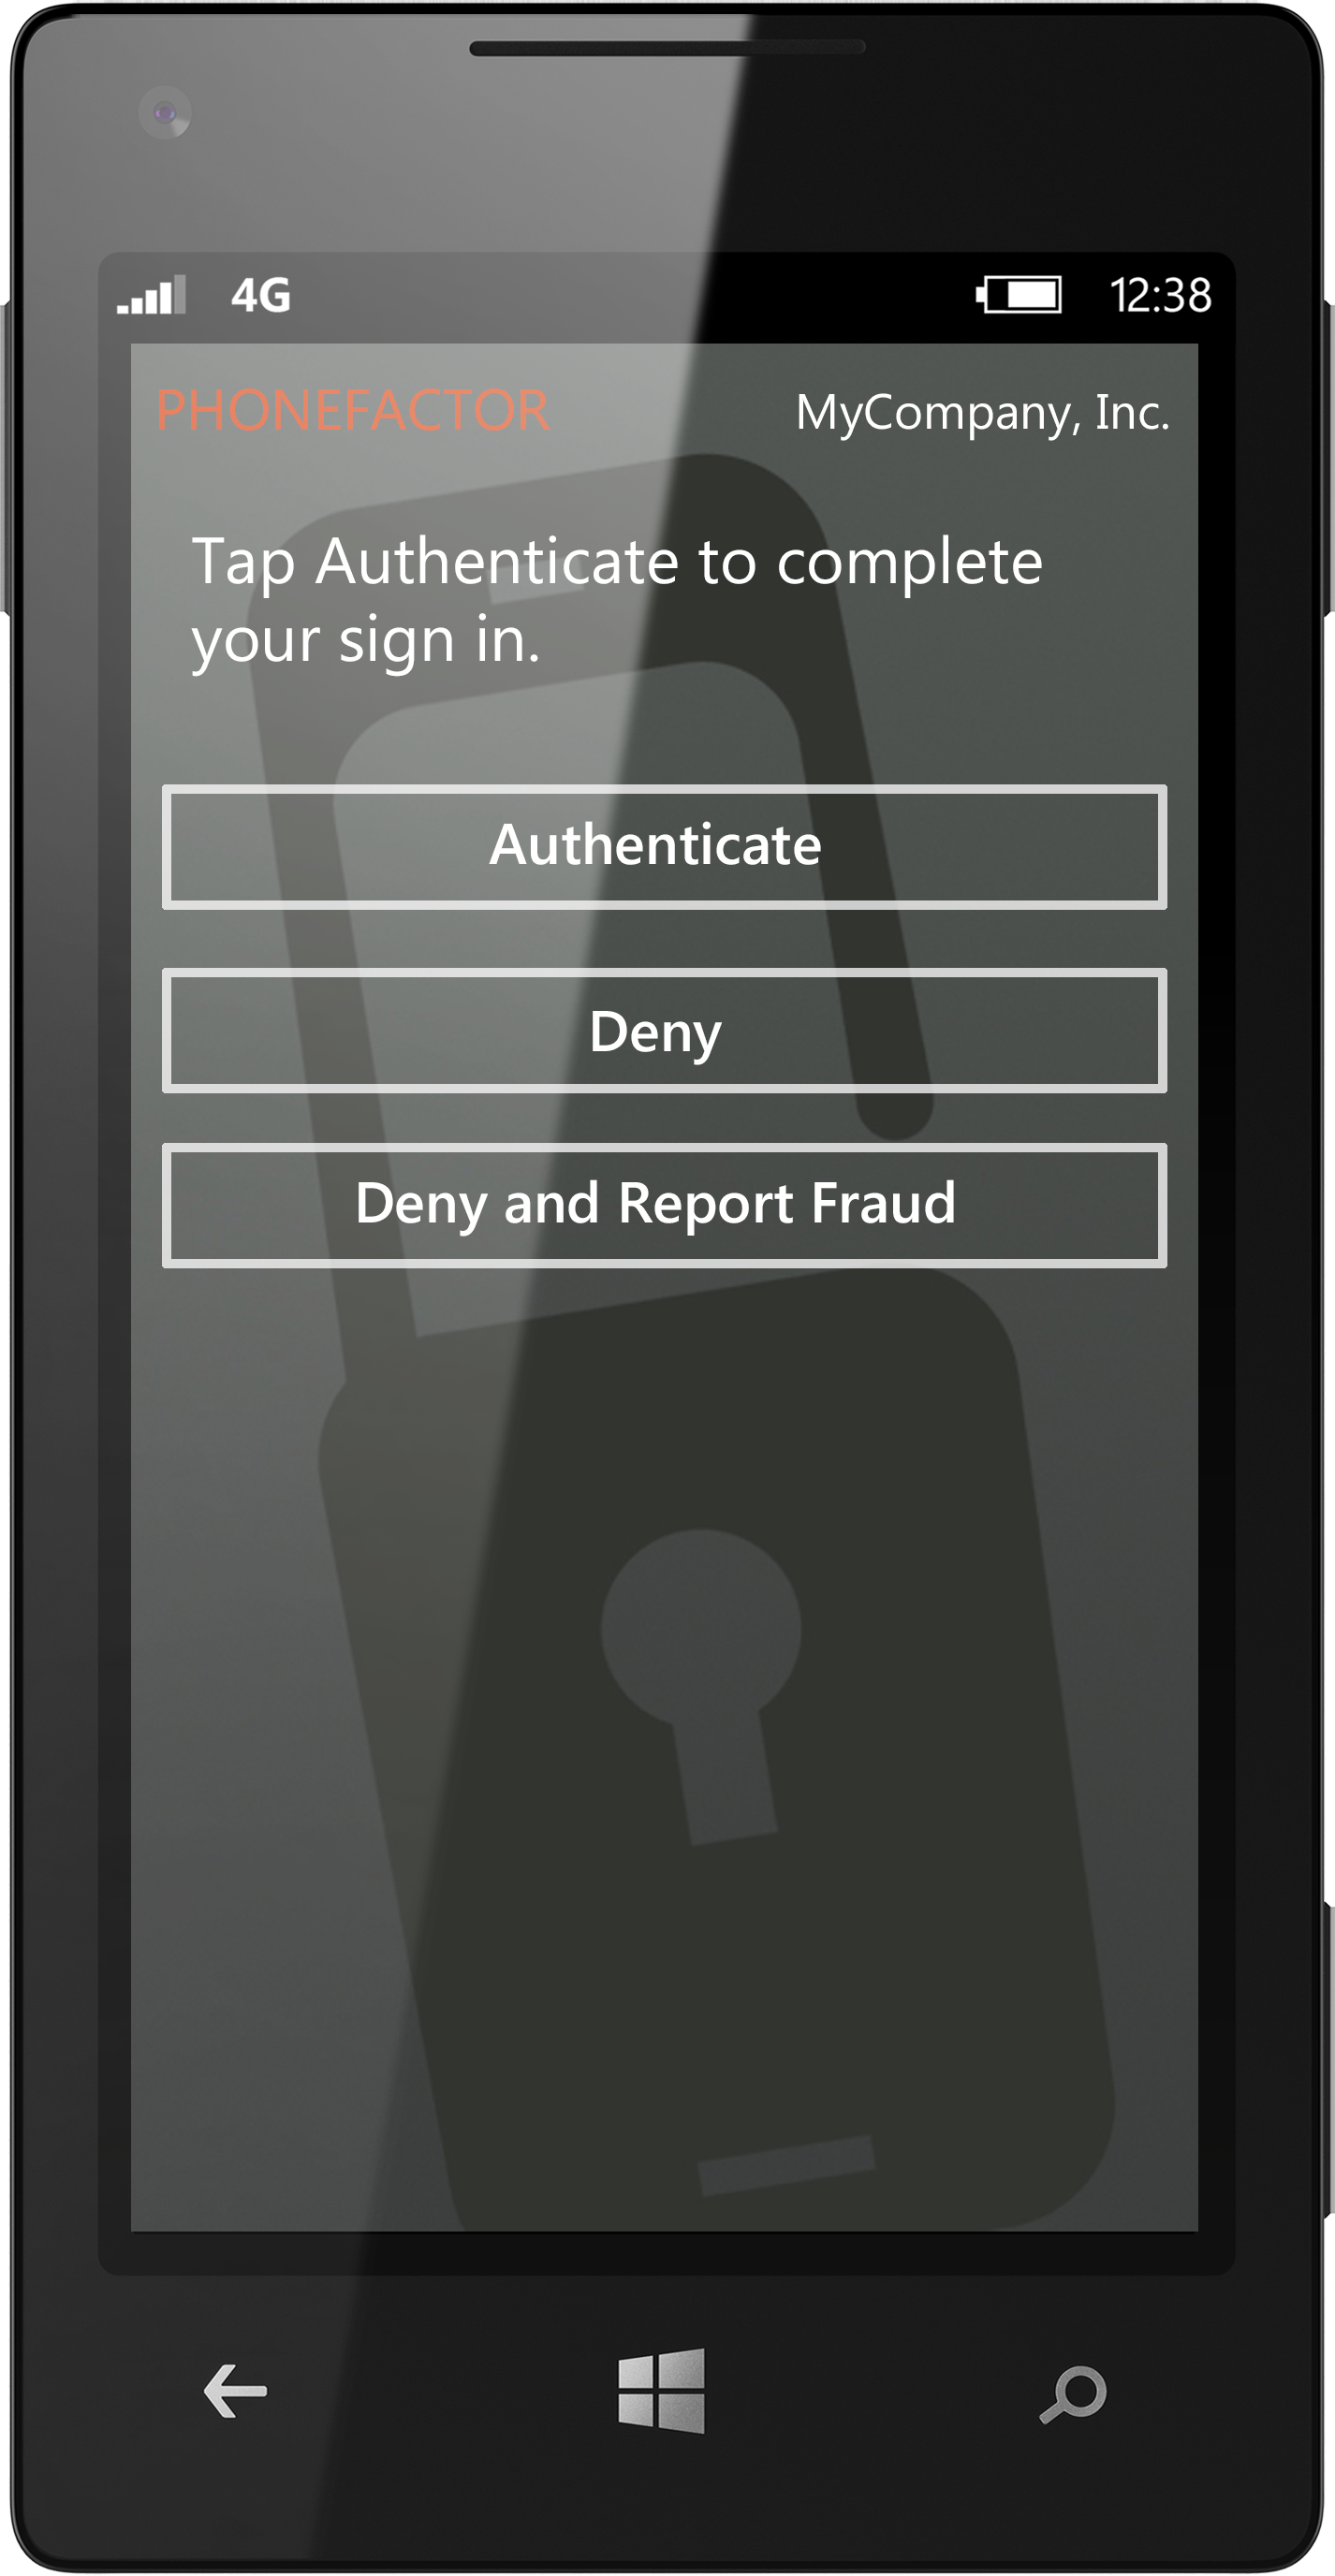 4G 12:38
PHONEFACTOR MyCompany, Inc.
Tap Authenticate to complete
your sign in.
Authenticate
Deny
Deny and Report Fraud